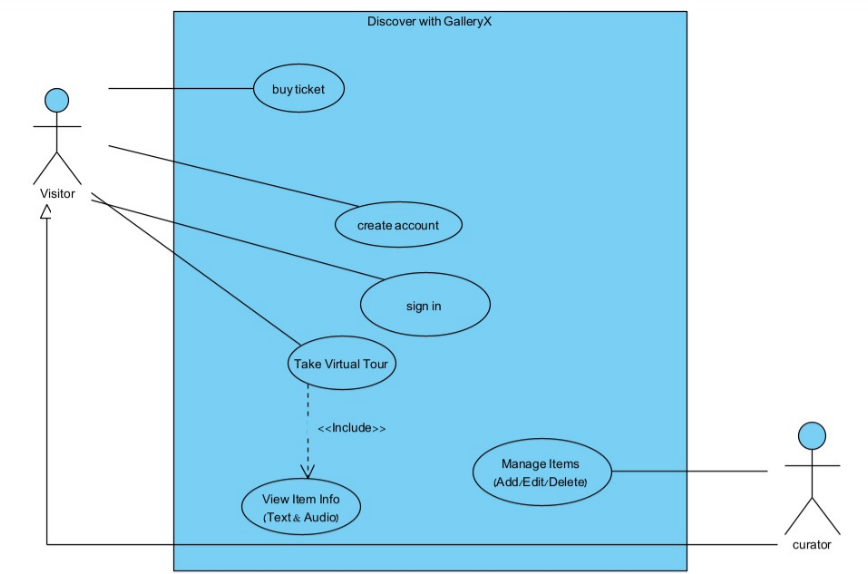 Discover with GalleryX
buy ticket
Visitor
create account
sign in
Take Virtual Tour
<<Include>>
Manage Items
(Add/Edit/Delete)
View Item Info
(Text & Audio)
curator